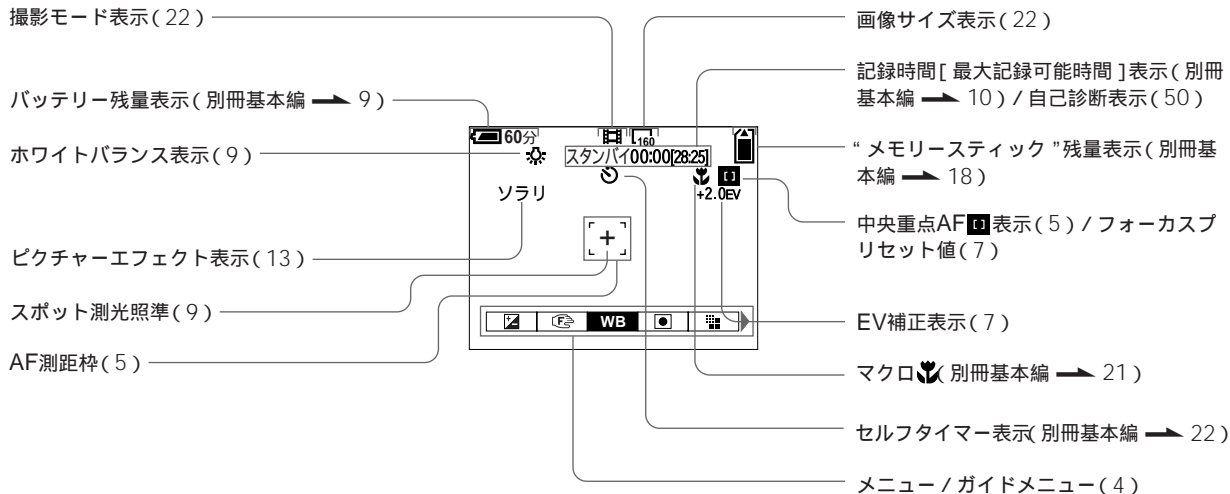 撮影モード表示(22)
バッテリー残量表示(別冊基本編 9)
ホワイトバランス表示(9)
ピクチャーエフェクト表示(13)
スポット測光照準(9)
AF測距枠(5)
60分
160
スタンバイ00:00[28:25]
ソラリ
+2.0EV
WB
画像サイズ表示(22)
記録時間[最大記録可能時間]表示(別冊
基本編 10)/自己診断表示(50)
“メモリースティック”残量表示(別冊基
本編 18)
中央重点AF表示(5)/フォーカスプ
リセット値(7)
EV補正表示(7)
マクロ(別冊基本編 21)
セルフタイマー表示(別冊基本編 22)
メニュー/ガイドメニュー(4)